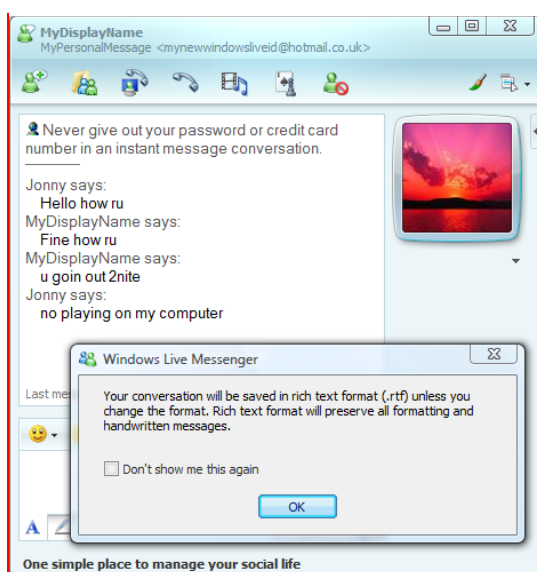 MyDisplayName
MyPersonalMessage <mynewwindowsliveid@hotmail.co.uk>
Never give out your password or credit card
number in an instant message conversation.
Jonny says:
Hello how ru
MyDisplayName says:
Fine how ru
MyDisplayName says:
u goin out 2nite
Jonny says:
no playing on my computer
Windows Live Messenger
Last me
Your conversation will be saved in rich text format (.rtf) unless you
change the format. Rich text format will preserve all formatting and
handwritten messages.
Don't show me this again
OK
A
One simple place to manage your social life